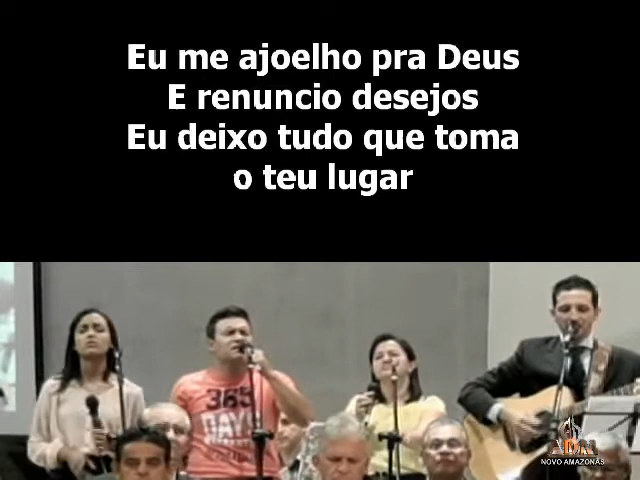 Eu me ajoelho pra Deus
E renuncio desejos
Eu deixo tudo que toma
o teu lugar
365
DAYS
NOVO AMAZONAS